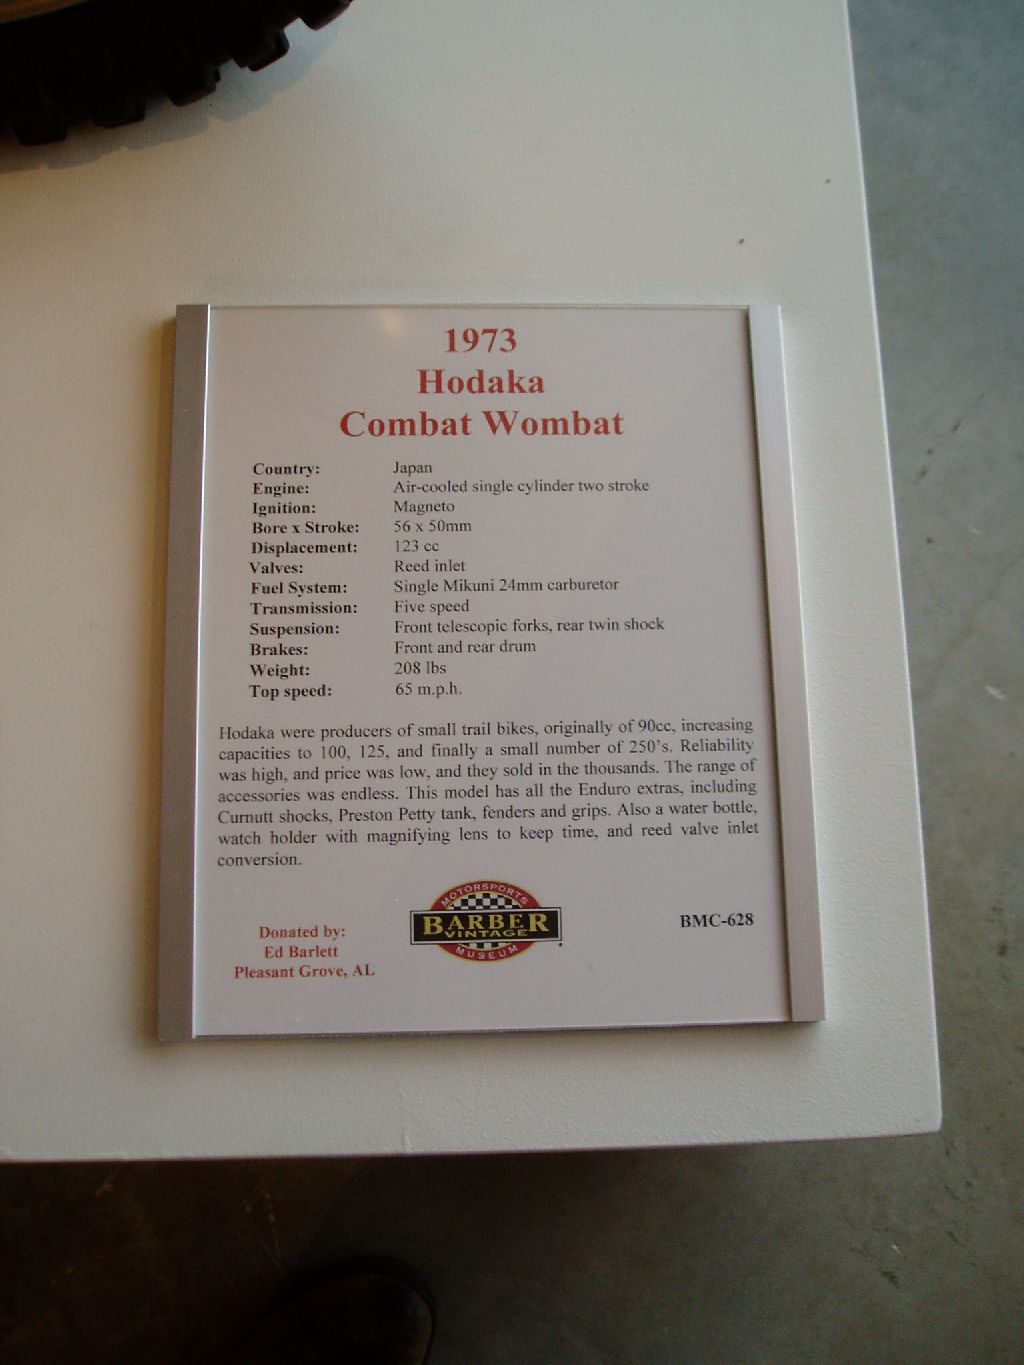 1973
Hodaka
Combat Wombat
Country: Japan
Engine: Air-cooled single cylinder two stroke
Ignition: Magneto
Bore x Stroke: 56 x 50mm
Displacement: 123 cc
Valves: Reed inlet
Fuel System: Single Mikuni 24mm carburetor
Transmission: Five speed
Suspension: Front telescopic forks, rear twin shock
Brakes: Front and rear drum
Weight: 208 lbs
Top speed: 65 m.p.h.
Hodaka were producers of small trail bikes, originally of 90cc, increasing
capacities to 100, 125, and finally a small number of 250's. Reliability
was high, and price was low, and they sold in the thousands. The range of
accessories was endless. This model has all the Enduro extras, including
Curnutt shocks, Preston Petty tank, fenders and grips. Also a water bottle,
watch holder with magnifying lens to keep time, and reed valve inlet
conversion.
Donated by:
Ed Barlett
Pleasant Grove, AL
MOTORSPORTS
BARBER
VINTAGE
MUSEUM
BMC-628